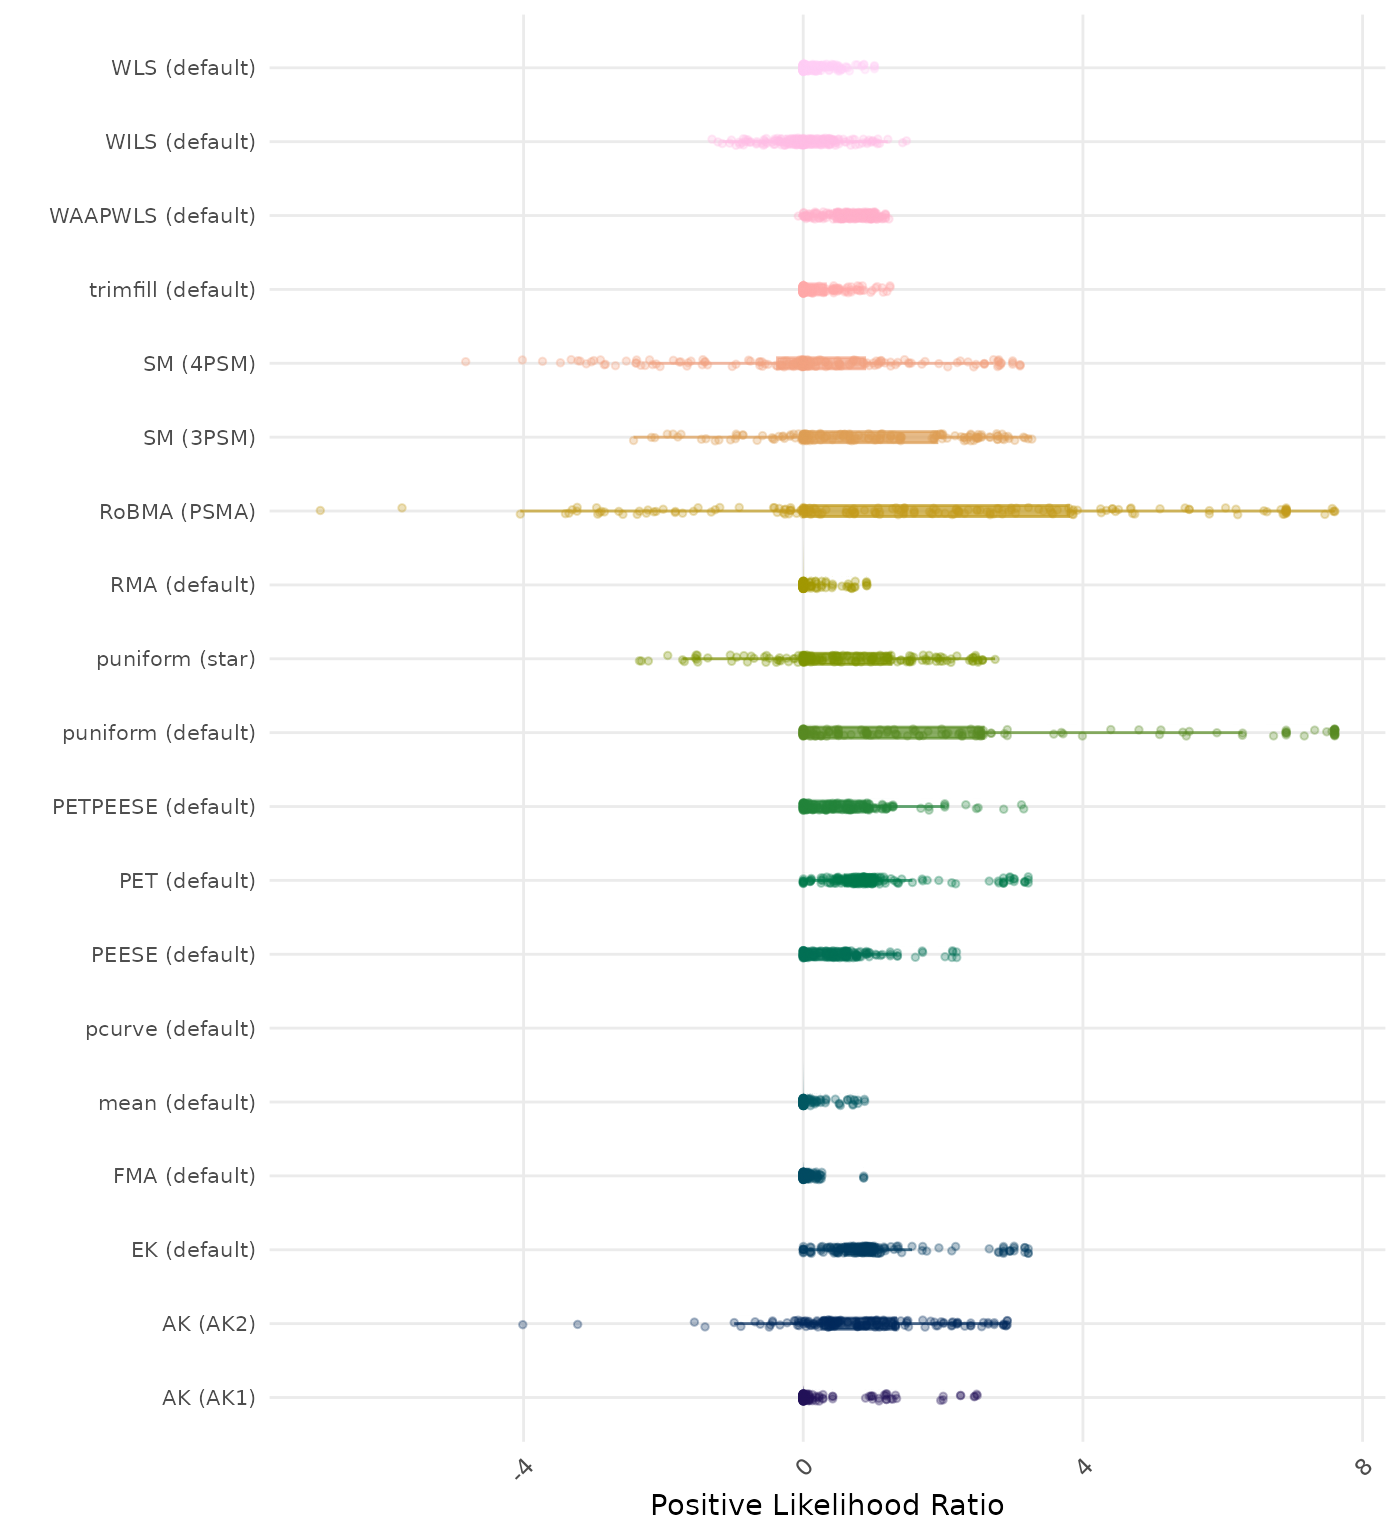 WLS (default)
WILS (default)
WAAPWLS (default)
trimfill (default)
SM (4PSM)
SM (3PSM)
RoBMA (PSMA)
RMA (default)
puniform (star)
puniform (default)
PETPEESE (default)
PET (default)
PEESE (default)
pcurve (default)
mean (default)
FMA (default)
EK (default)
AK (AK2)
AK (AK1)
-4
0
4
8
Positive Likelihood Ratio